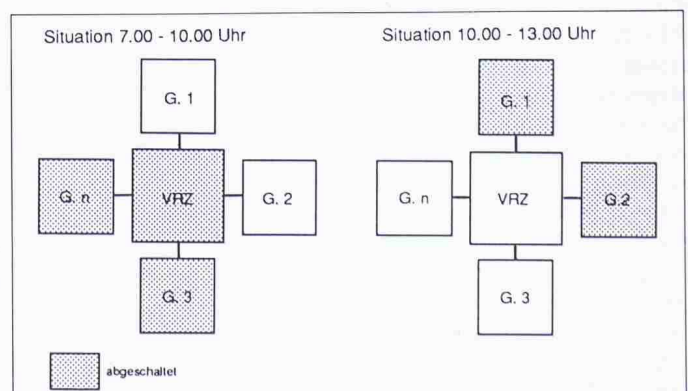 Situation 7.00 - 10.00 Uhr
G. 1
G. n
VRZ
G. 2
G. 3
Situation 10.00 - 13.00 Uhr
G. 1
G. n
VRZ
G.2
G. 3
abgeschaltet